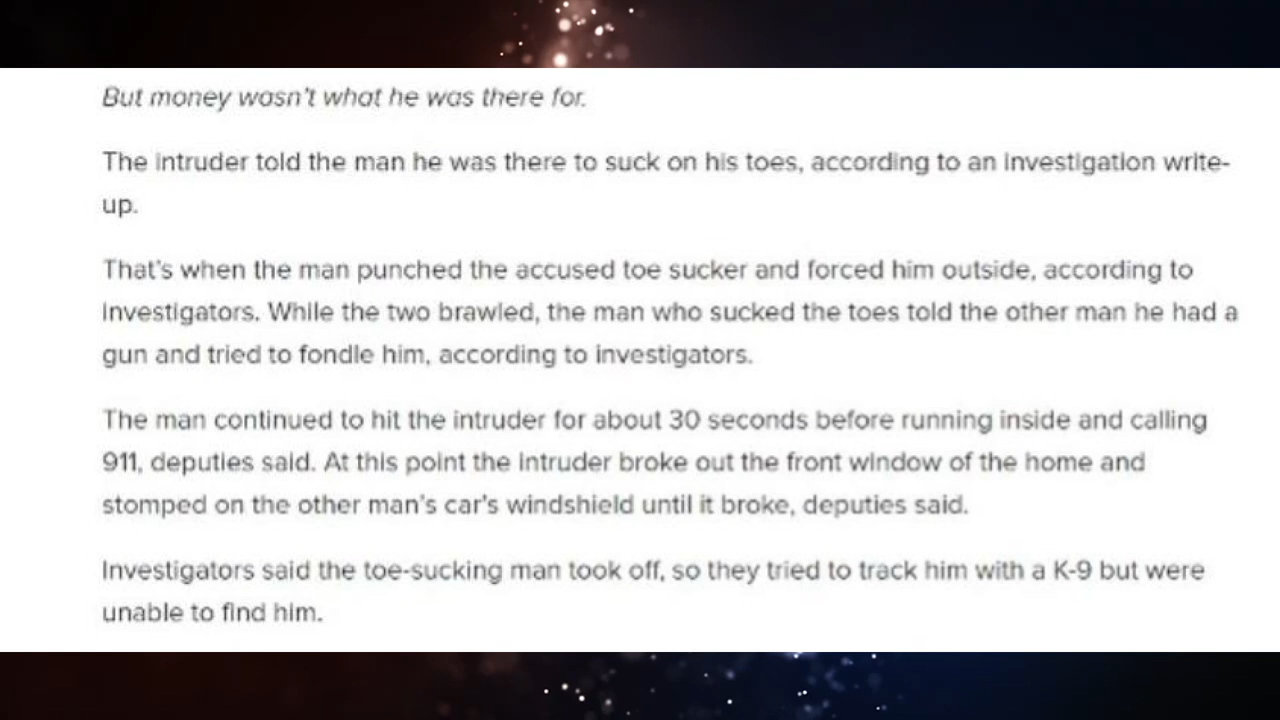 But money wasn't what he was there for.
The intruder told the man he was there to suck on his toes, according to an investigation write-
up.
That's when the man punched the accused toe sucker and forced him outside, according to
investigators. While the two brawled, the man who sucked the toes told the other man he had a
gun and tried to fondle him, according to investigators.
The man continued to hit the intruder for about 30 seconds before running inside and calling
911, deputies said. At this point the intruder broke out the front window of the home and
stomped on the other man's car's windshield until it broke, deputies said.
Investigators said the toe-sucking man took off, so they tried to track him with a K-9 but were
unable to find him.